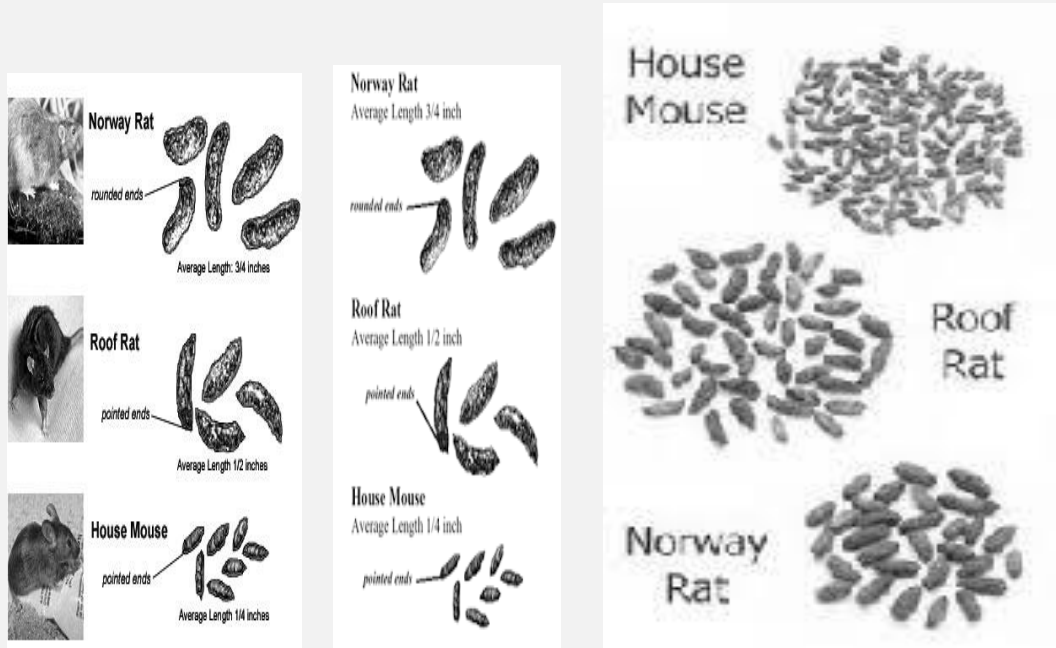 Norway Rat
rounded ends
Average Length: 3/4 inches
Roof Rat
pointed ends
Average Length 1/2 inches
House Mouse
pointed ends
Average Length 1/4 inches
Norway Rat
Average Length 3/4 inch
rounded ends
Roof Rat
Average Length 1/2 inch
pointed ends
House Mouse
Average Length 1/4 inch
pointed ends
House
Mouse
Roof
Rat
Norway
Rat